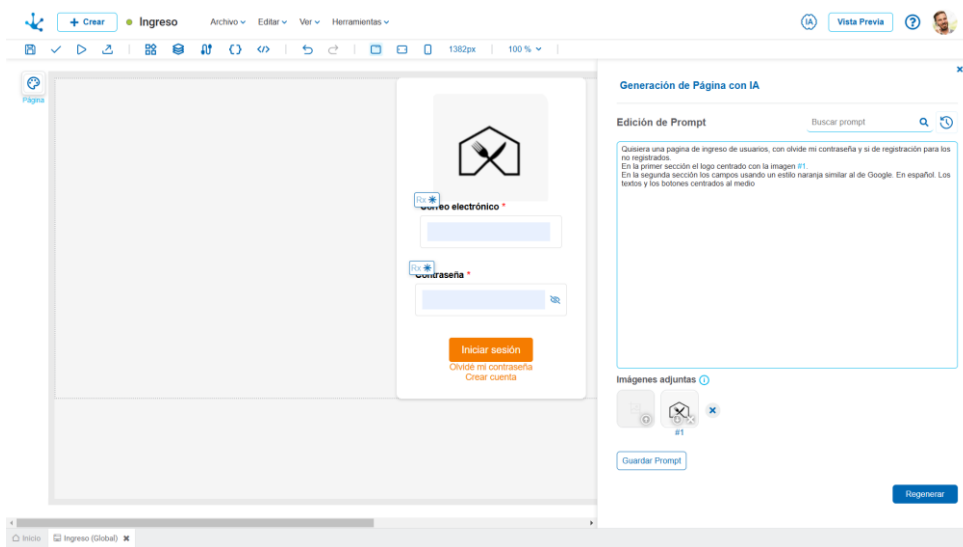 + Crear
Ingreso
Archivo
Editar
Ver
Herramientas
IA
Vista Previa
?
1382px
100 %
Página
Generación de Página con IA
Edición de Prompt
Buscar prompt
Quisiera una pagina de ingreso de usuarios, con olvide mi contraseña y si de registración para los
no registrados.
En la primer sección el logo centrado con la imagen #1.
En la segunda sección los campos usando un estilo naranja similar al de Google. En español. Los
textos y los botones centrados al medio
Rx
Correo electrónico *
Rx
Contraseña *
Iniciar sesión
Olvidé mi contraseña
Crear cuenta
Imágenes adjuntas
#1
Guardar Prompt
Regenerar
Inicio
Ingreso (Global)